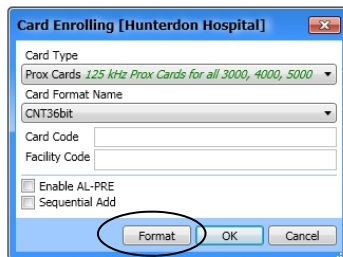 Card Enrolling [Hunterdon Hospital]
Card Type
Prox Cards 125 kHz Prox Cards for all 3000, 4000, 5000
Card Format Name
CNT36bit
Card Code
Facility Code
Enable AL-PRE
Sequential Add
Format OK Cancel